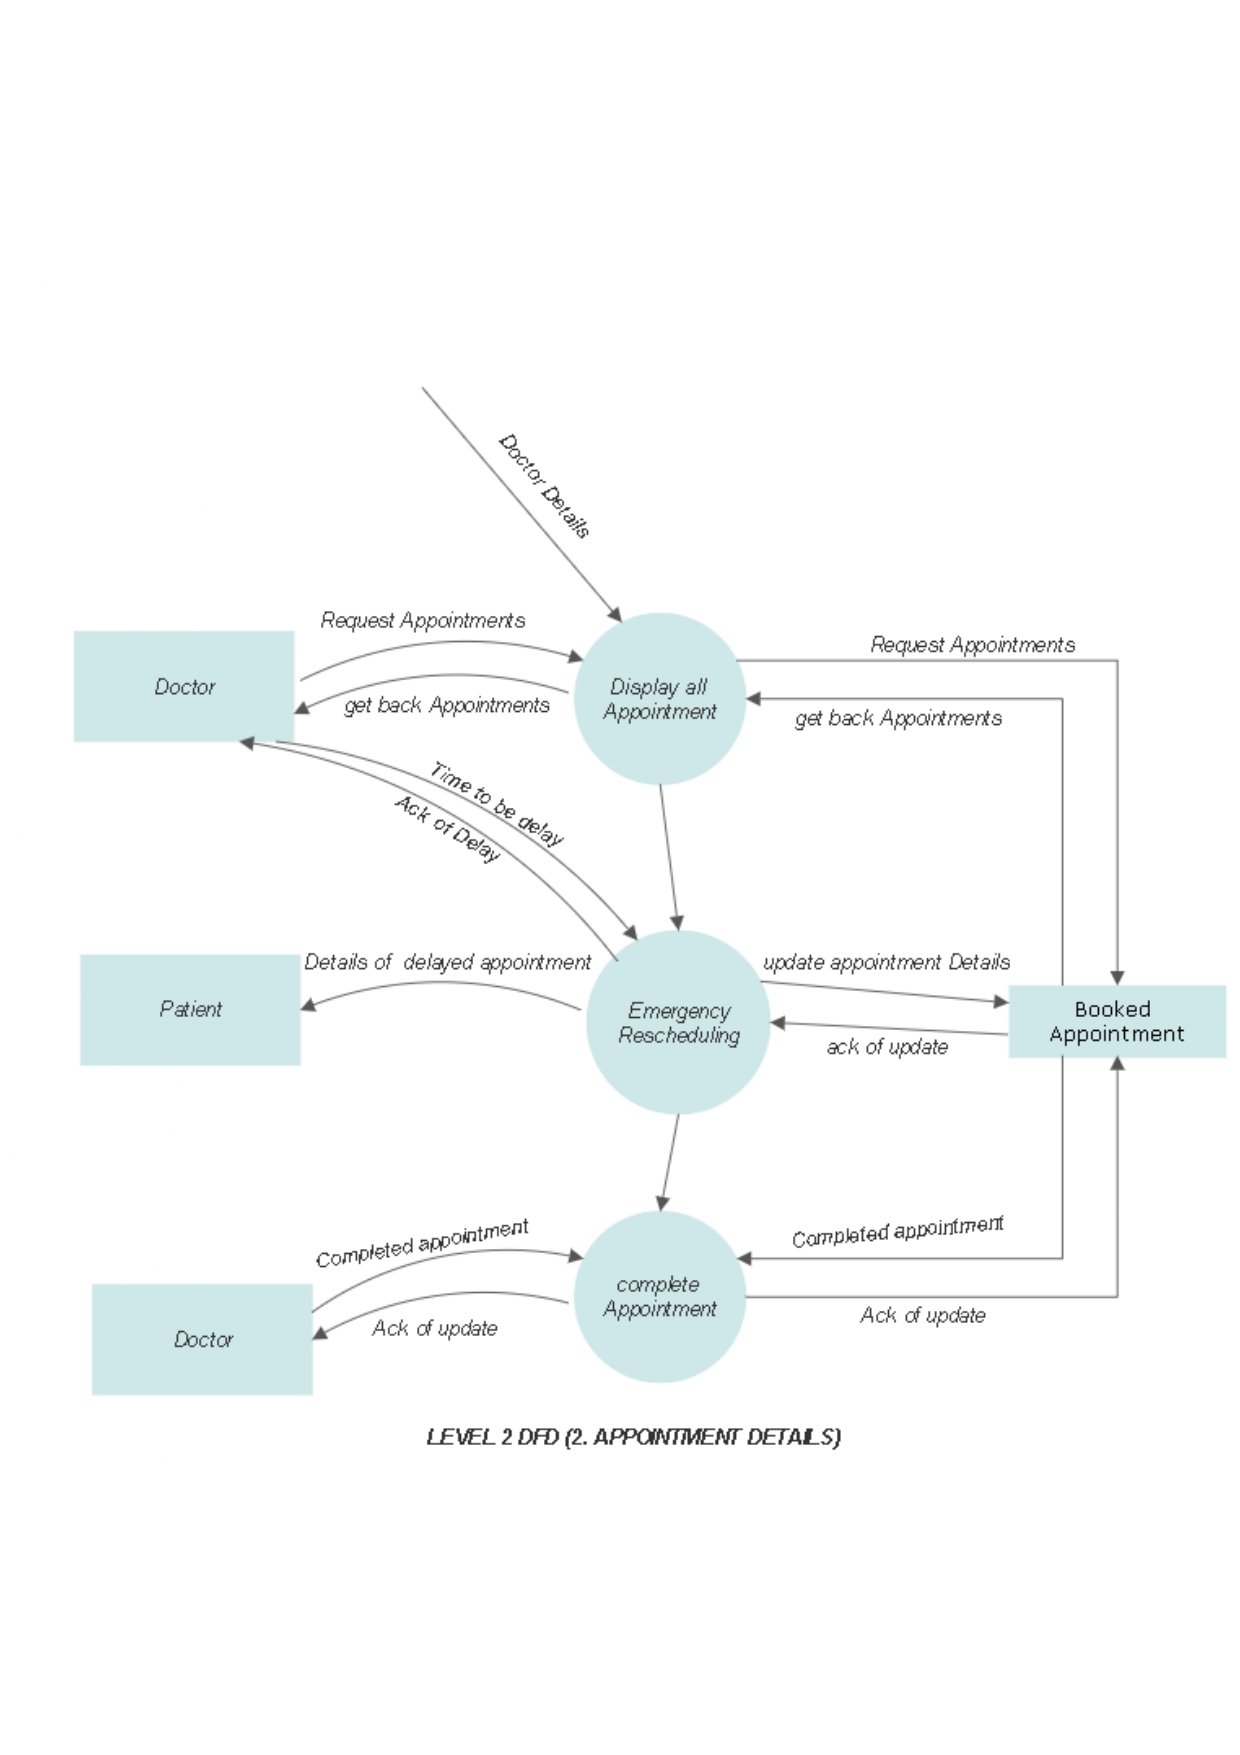 Doctor Details
Request Appointments
Request Appointments
Doctor
Display all
Appointment
get back Appointments
get back Appointments
Time to be delay
Ack of Delay
Details of delayed appointment
update appointment Details
Patient
Emergency
Rescheduling
Booked
Appointment
ack of update
Completed appointment
Completed appointment
complete
Appointment
Doctor
Ack of update
Ack of update
LEVEL 2 DFD (2. APPOINTMENT DETAILS)